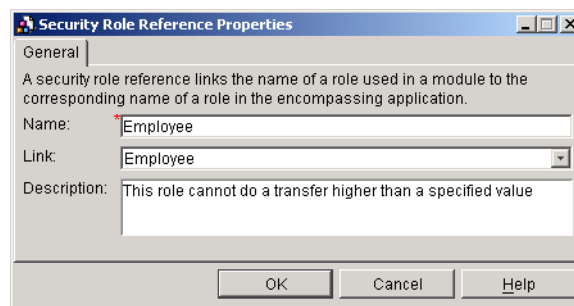 Security Role Reference Properties
General
A security role reference links the name of a role used in a module to the
corresponding name of a role in the encompassing application.
Name: *Employee
Link: Employee
Description: This role cannot do a transfer higher than a specified value
OK Cancel Help